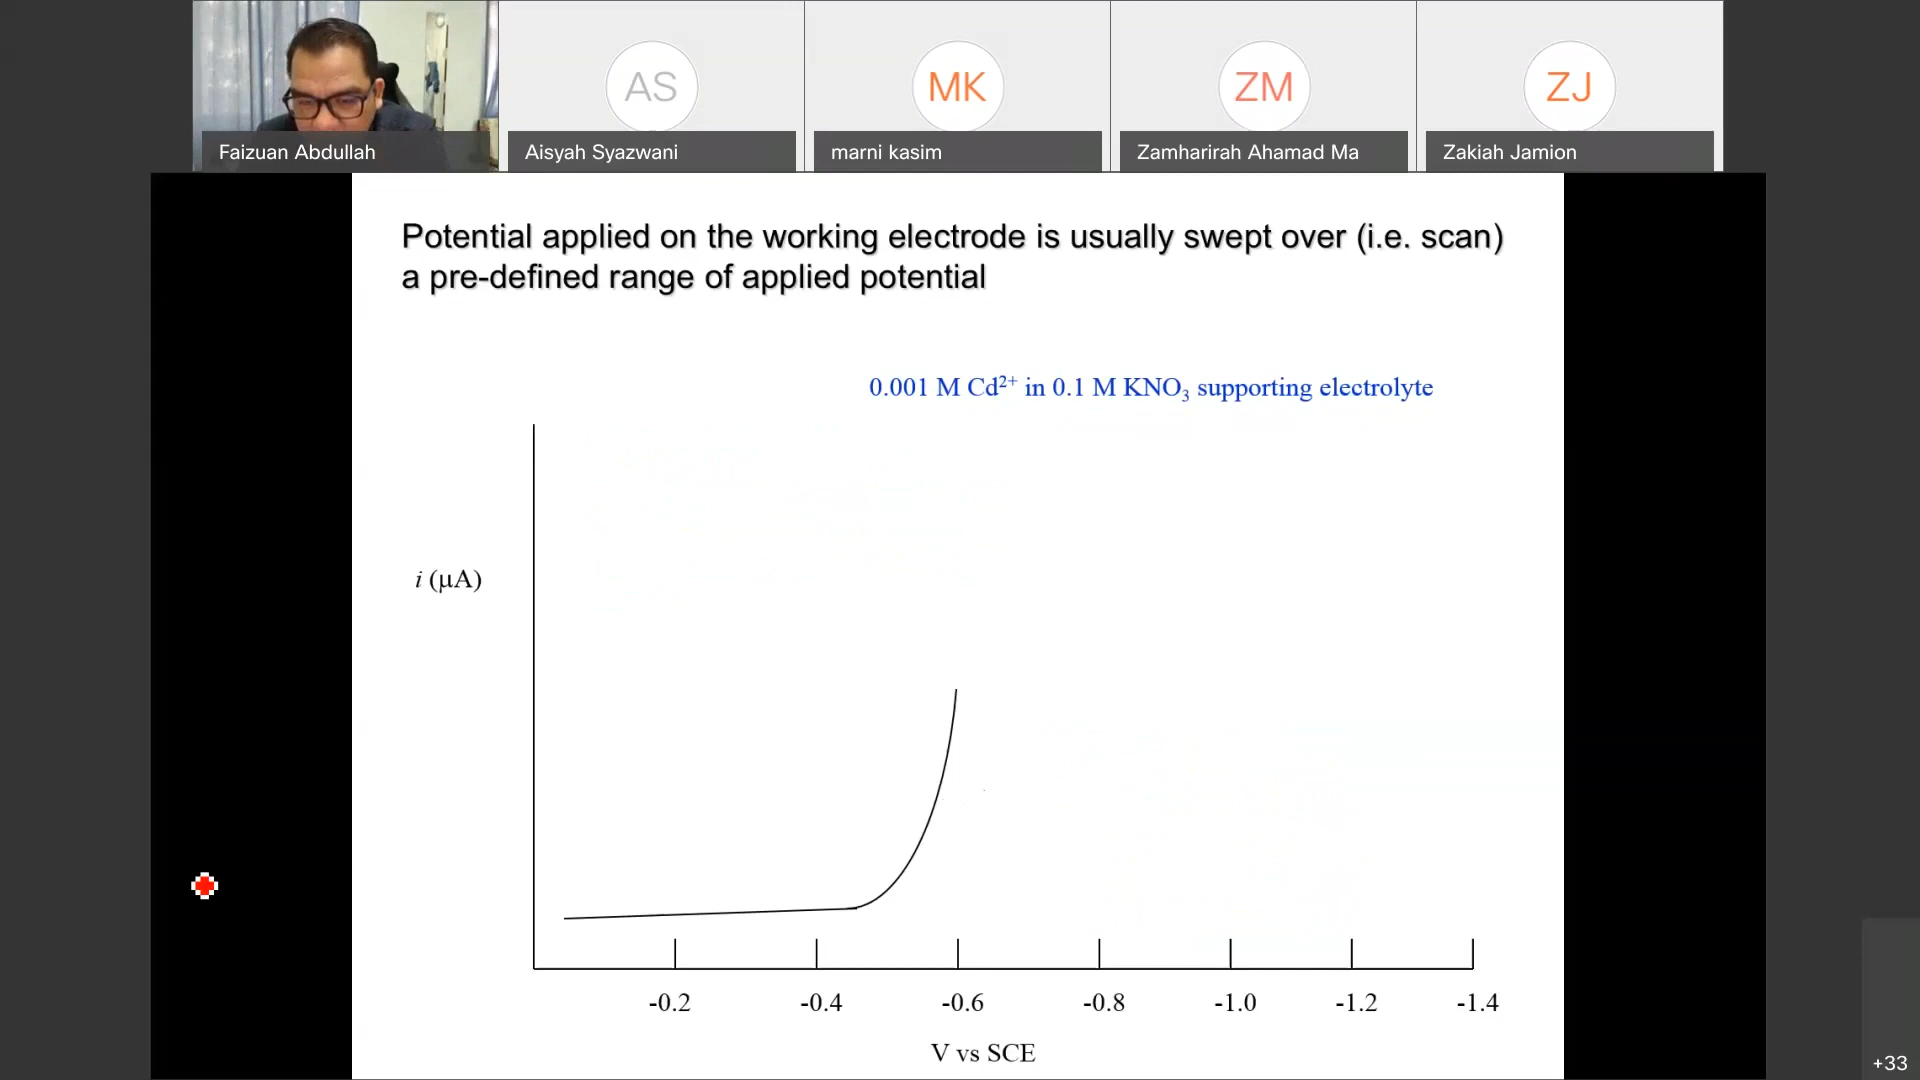 AS
MK
ZM
ZJ
Faizuan Abdullah
Aisyah Syazwani
marni kasim
Zamharirah Ahamad Ma
Zakiah Jamion
Potential applied on the working electrode is usually swept over (i.e. scan)
a pre-defined range of applied potential
0.001 M Cd²⁺ in 0.1 M KNO₃ supporting electrolyte
i (μA)
-0.2 -0.4 -0.6 -0.8 -1.0 -1.2 -1.4
V vs SCE
+33